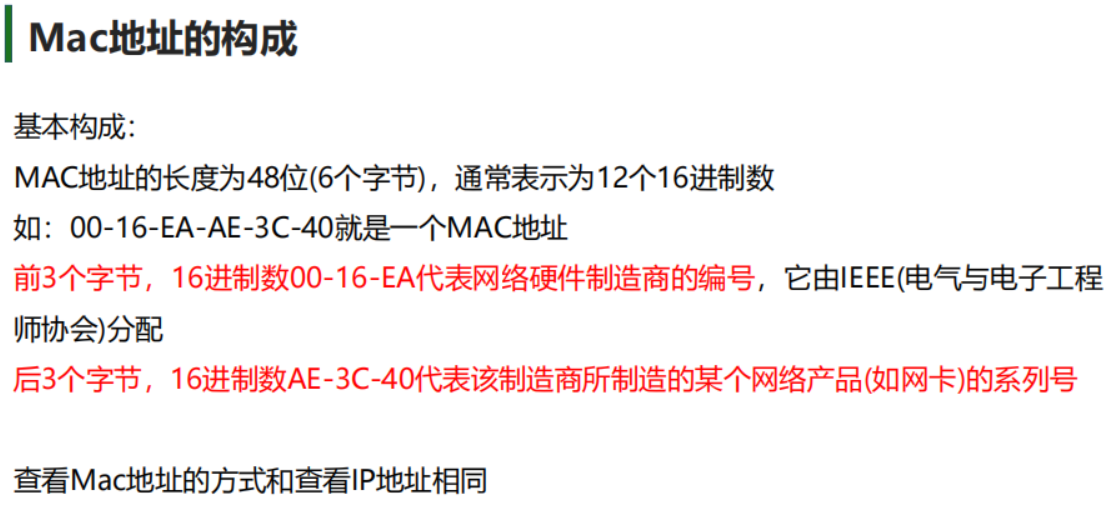 Mac地址的构成
基本构成：
MAC地址的长度为48位(6个字节)，通常表示为12个16进制数
如：00-16-EA-AE-3C-40就是一个MAC地址
前3个字节，16进制数00-16-EA代表网络硬件制造商的编号，它由IEEE(电气与电子工程
师协会)分配
后3个字节，16进制数AE-3C-40代表该制造商所制造的某个网络产品(如网卡)的系列号
查看Mac地址的方式和查看IP地址相同